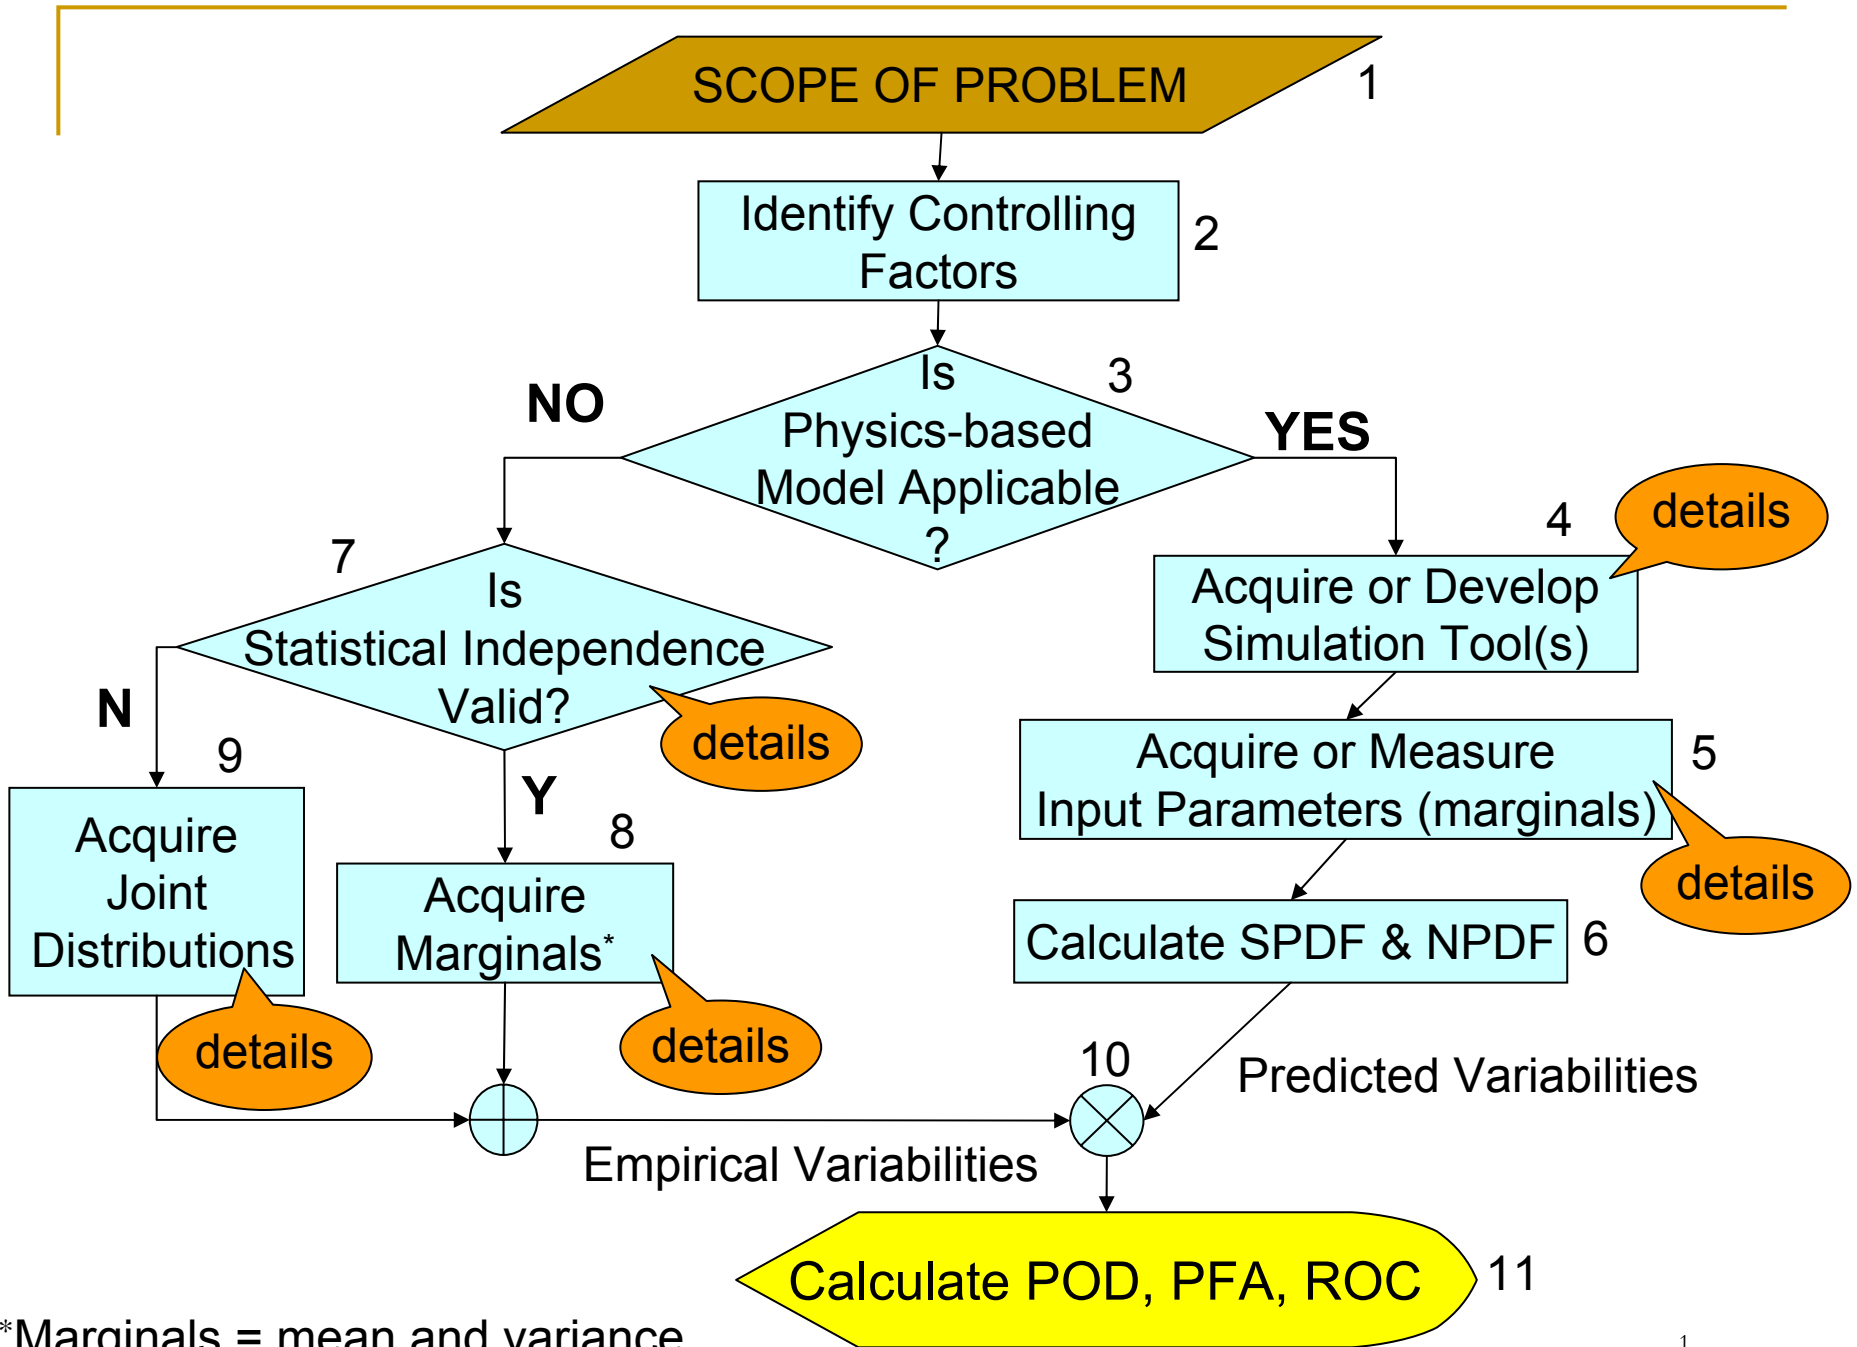 SCOPE OF PROBLEM
1
Identify Controlling
Factors
2
Is
Physics-based
Model Applicable
?
3
NO
YES
4
details
Acquire or Develop
Simulation Tool(s)
7
Is
Statistical Independence
Valid?
details
N
Y
5
Acquire or Measure
Input Parameters (marginals)
details
9
Acquire
Joint
Distributions
details
8
Acquire
Marginals*
details
Calculate SPDF & NPDF
6
10
Predicted Variabilities
Empirical Variabilities
Calculate POD, PFA, ROC
11
*Marginals = mean and variance
1